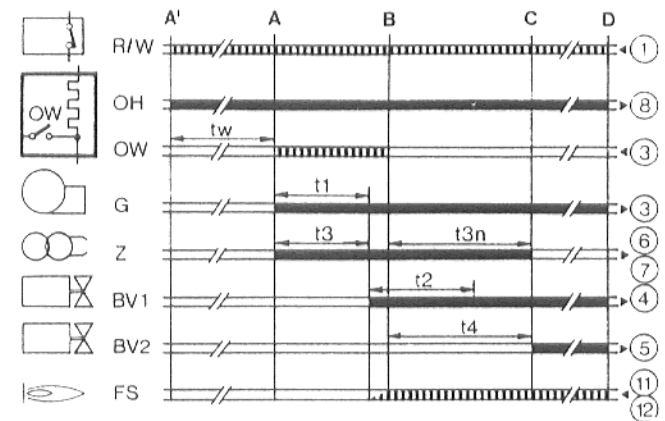 A' A B C D
R/W 1
OH 8
OW
tw
OW 3
t1
G 3
t3 t3n 6
Z 7
t2
BV1 4
t4
BV2 5
FS 11
12